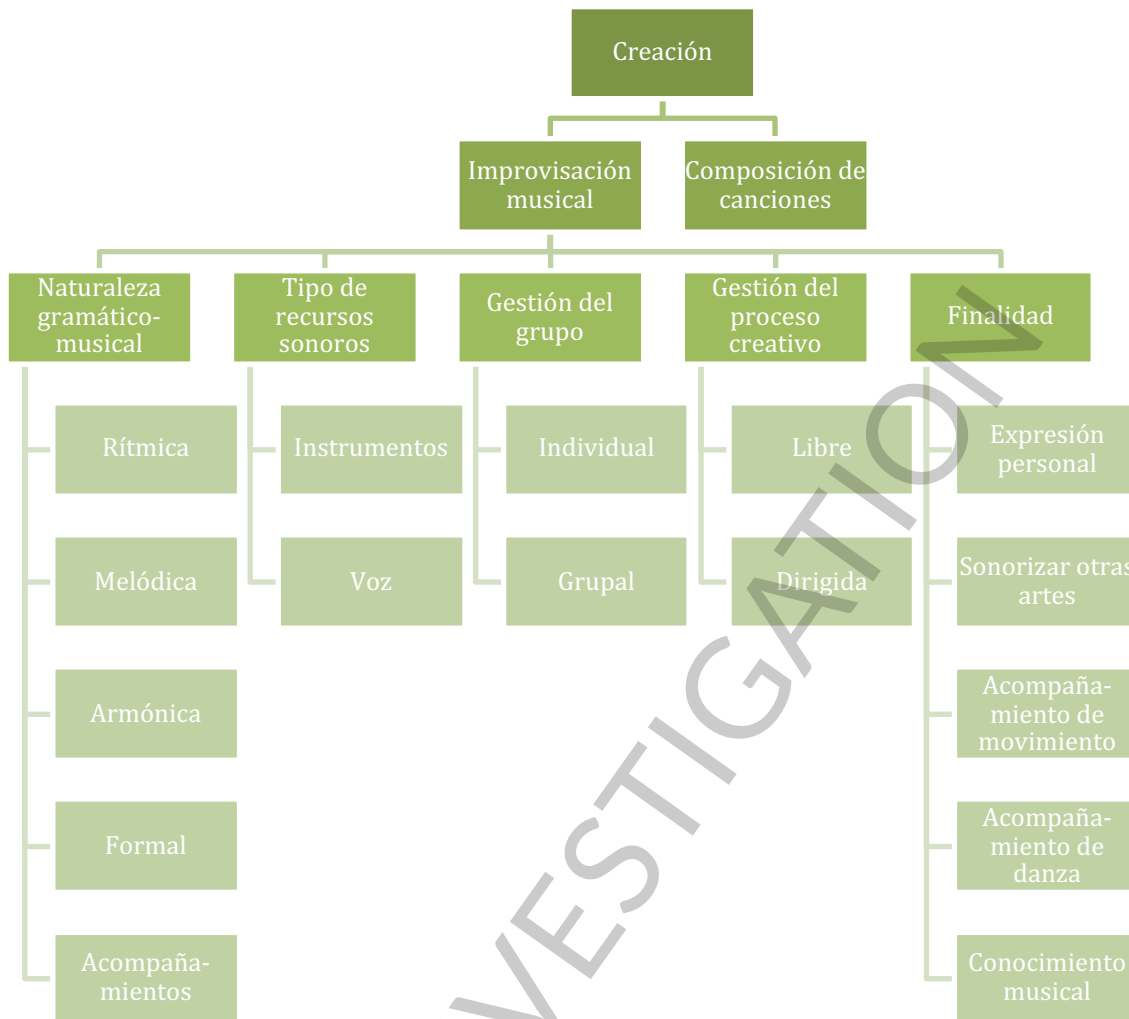 Creación
Improvisación
musical
Composición de
canciones
Naturaleza
gramático-
musical
Tipo de
recursos
sonoros
Gestión del
grupo
Gestión del
proceso
creativo
Finalidad
Rítmica
Melódica
Armónica
Formal
Acompaña-
mientos
Instrumentos
Voz
Individual
Grupal
Libre
Dirigida
Expresión
personal
Sonorizar otras
artes
Acompaña-
miento de
movimiento
Acompaña-
miento de
danza
Conocimiento
musical
VESTIGATION